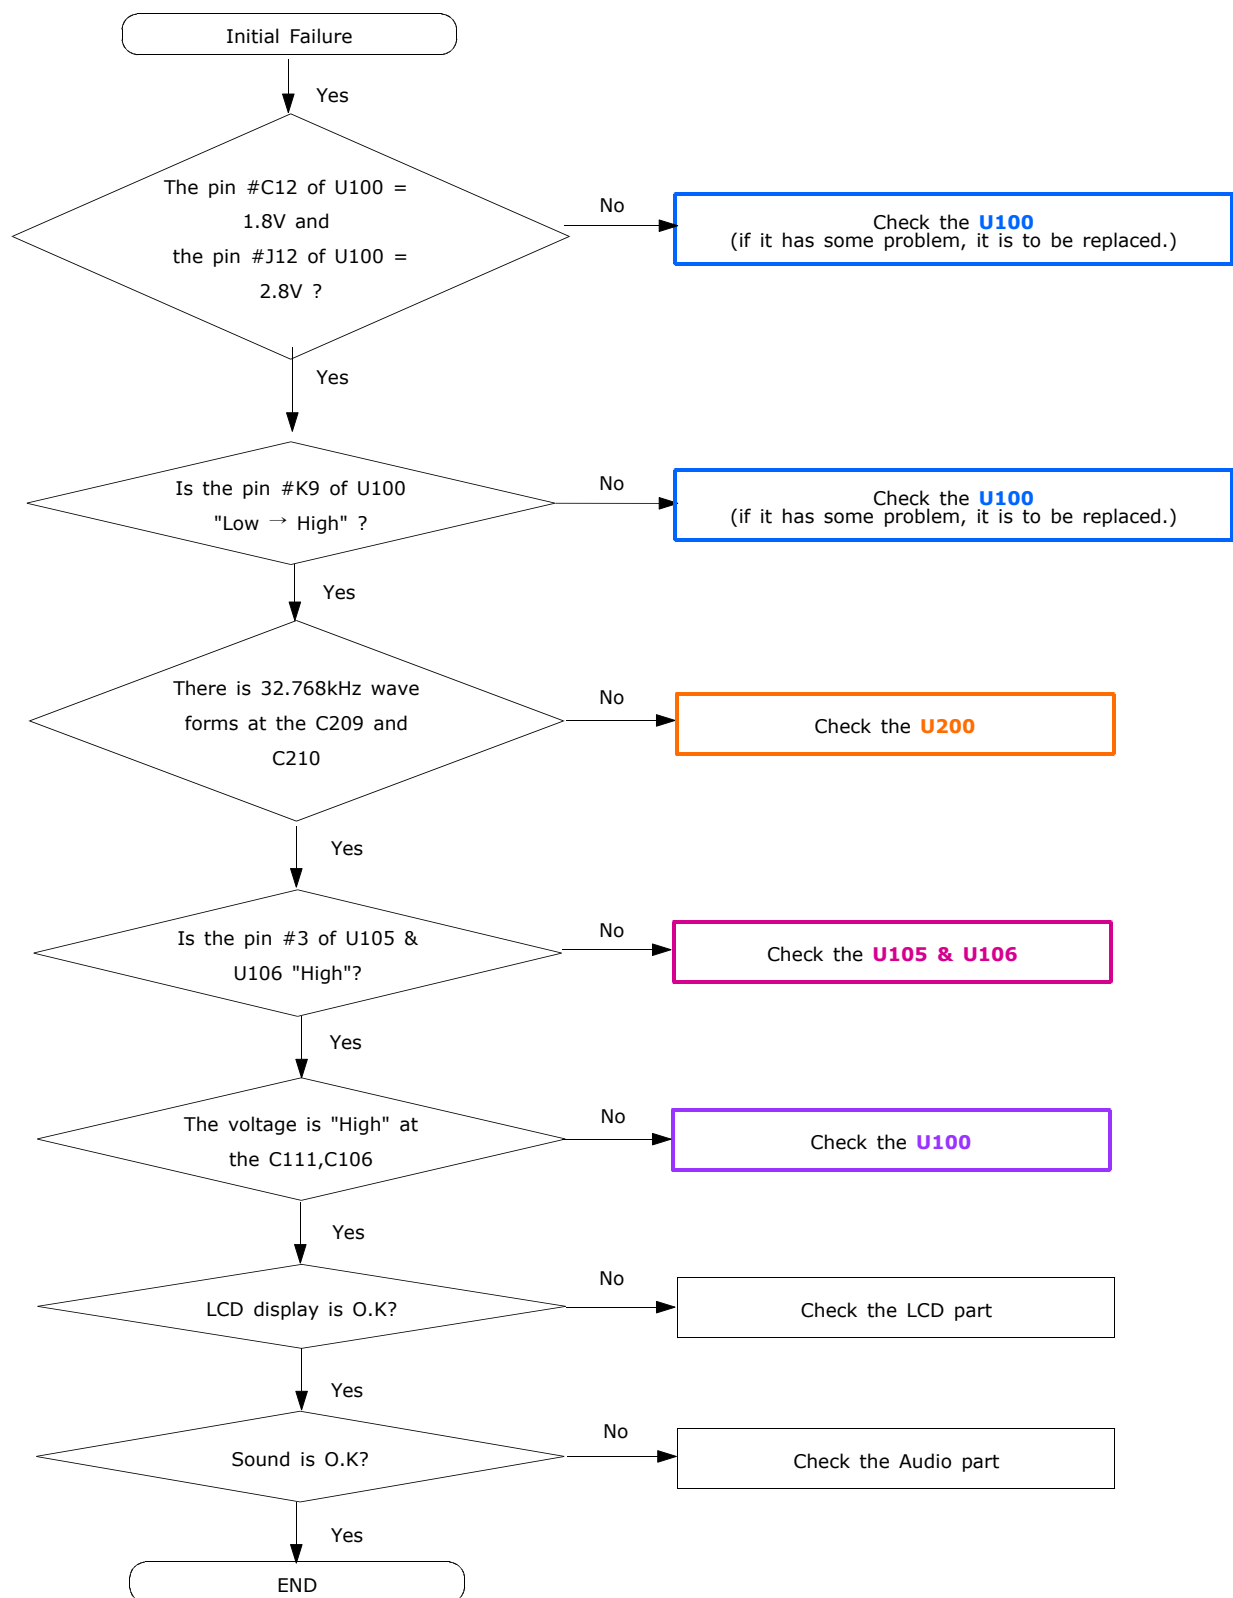 Initial Failure
Yes
The pin #C12 of U100 =
1.8V and
the pin #J12 of U100 =
2.8V ?
No
Check the U100
(if it has some problem, it is to be replaced.)
Yes
Is the pin #K9 of U100
"Low → High" ?
No
Check the U100
(if it has some problem, it is to be replaced.)
Yes
There is 32.768kHz wave
forms at the C209 and
C210
No
Check the U200
Yes
Is the pin #3 of U105 &
U106 "High"?
No
Check the U105 & U106
Yes
The voltage is "High" at
the C111,C106
No
Check the U100
Yes
LCD display is O.K?
No
Check the LCD part
Yes
Sound is O.K?
No
Check the Audio part
Yes
END